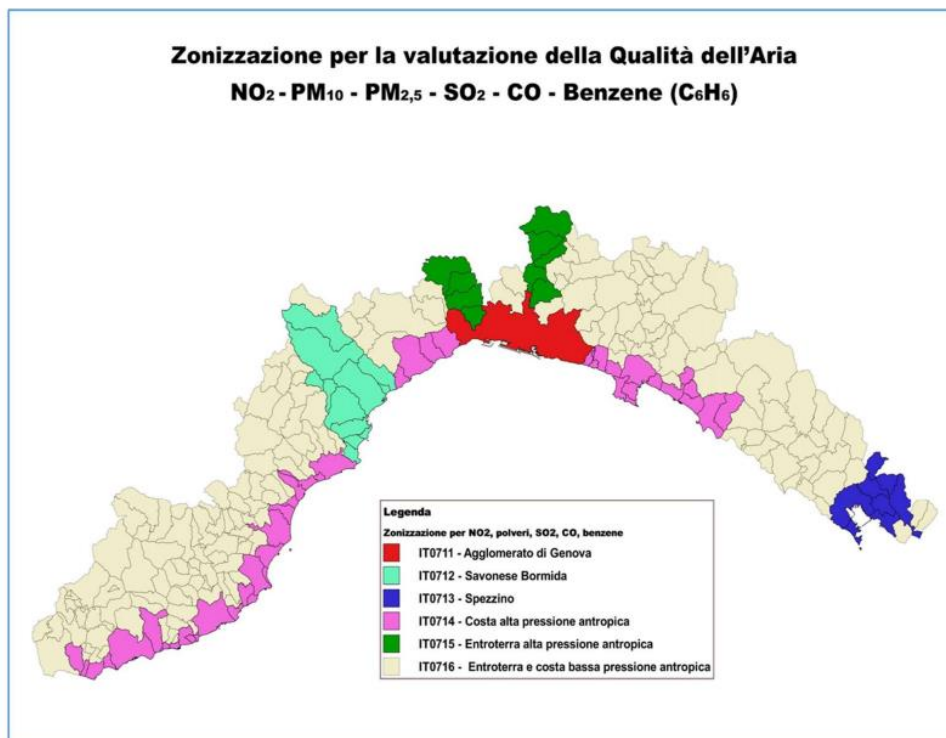 Zonizzazione per la valutazione della Qualità dell'Aria
NO₂ - PM₁₀ - PM₂,₅ - SO₂ - CO - Benzene (C₆H₆)
Legenda
Zonizzazione per NO2, polveri, SO2, CO, benzene
IT0711 - Agglomerato di Genova
IT0712 - Savonese Bormida
IT0713 - Spezzino
IT0714 - Costa alta pressione antropica
IT0715 - Entroterra alta pressione antropica
IT0716 - Entroterra e costa bassa pressione antropica